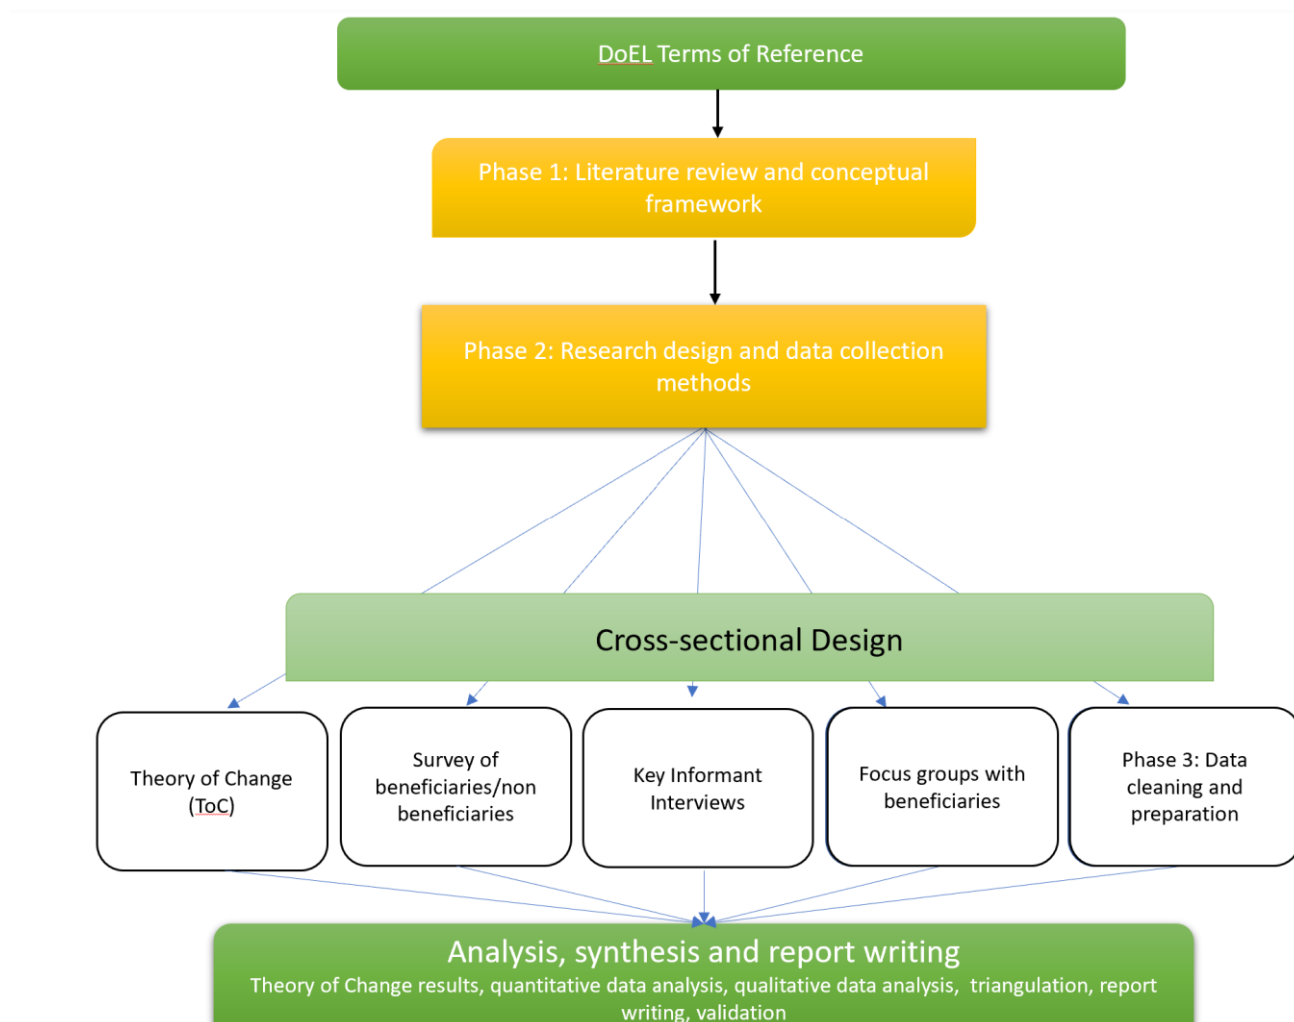 DoEL Terms of Reference
Phase 1: Literature review and conceptual
framework
Phase 2: Research design and data collection
methods
Cross-sectional Design
Theory of Change
(ToC)
Survey of
beneficiaries/non
beneficiaries
Key Informant
Interviews
Focus groups with
beneficiaries
Phase 3: Data
cleaning and
preparation
Analysis, synthesis and report writing
Theory of Change results, quantitative data analysis, qualitative data analysis,  triangulation, report
writing, validation